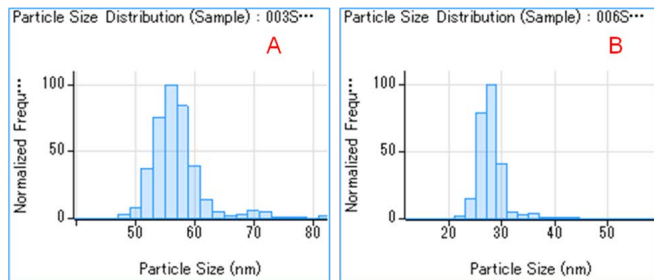 Particle Size Distribution (Sample) : 003S…
A
Normalized Frequ…
100
50
0
50
60
70
80
Particle Size (nm)
Particle Size Distribution (Sample) : 006S…
B
Normalized Frequ…
100
50
0
20
30
40
50
Particle Size (nm)